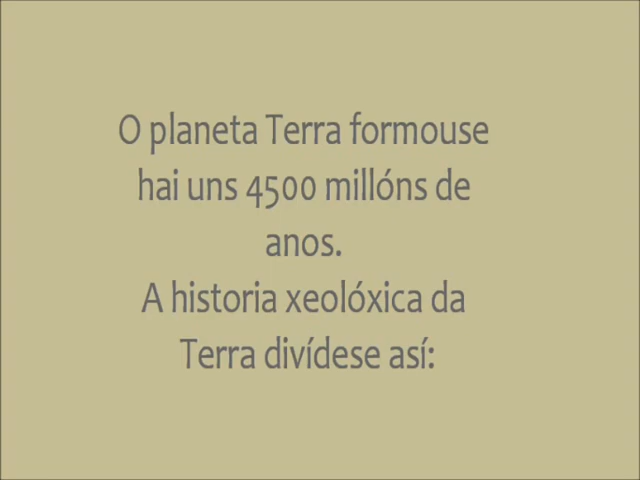 O planeta Terra formouse
hai uns 4500 millóns de
anos.
A historia xeolóxica da
Terra divídese así: